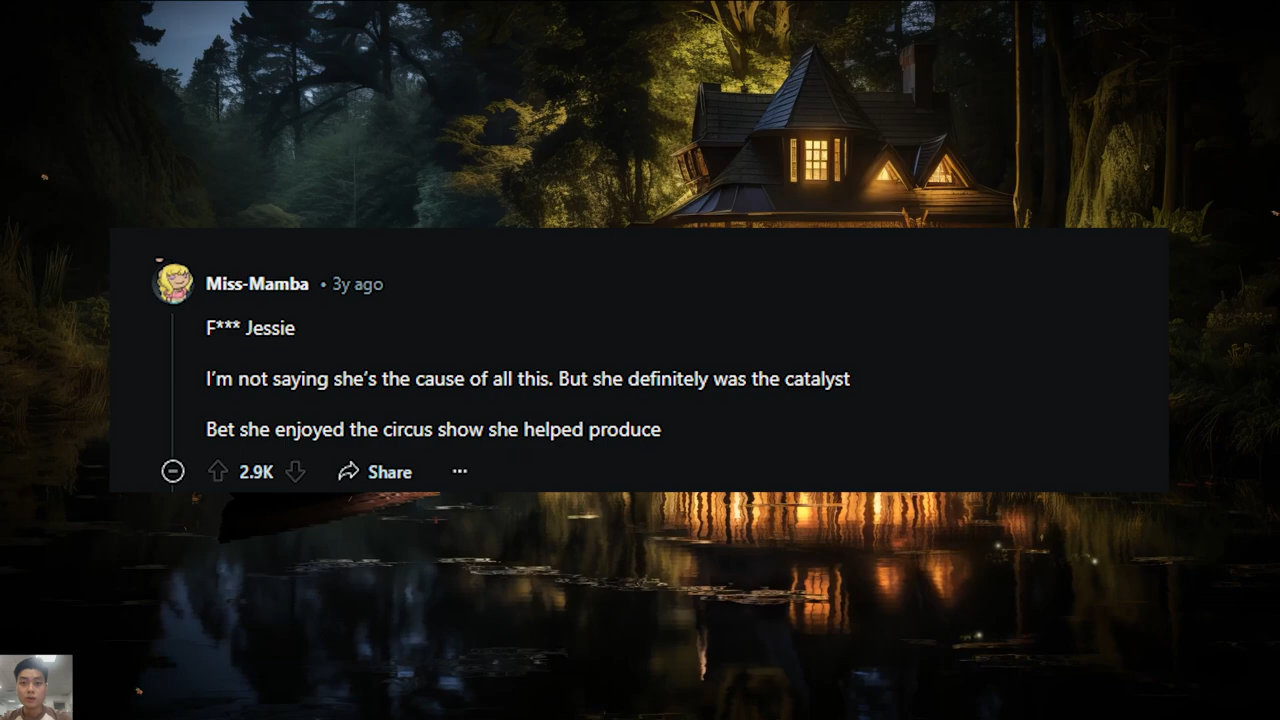 Miss-Mamba • 3y ago
F*** Jessie
I’m not saying she’s the cause of all this. But she definitely was the catalyst
Bet she enjoyed the circus show she helped produce
2.9K Share ...